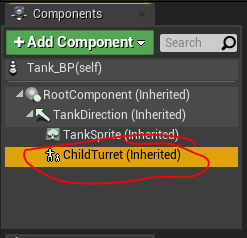 Components
+ Add Component
Search
Tank_BP(self)
RootComponent (Inherited)
TankDirection (Inherited)
TankSprite (Inherited)
ChildTurret (Inherited)